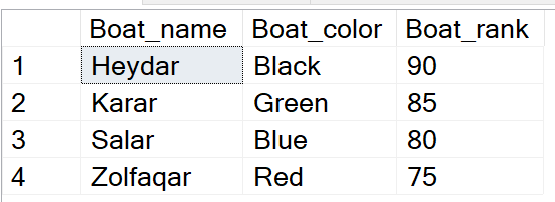 Boat_name Boat_color Boat_rank
1 Heydar Black 90
2 Karar Green 85
3 Salar Blue 80
4 Zolfaqar Red 75